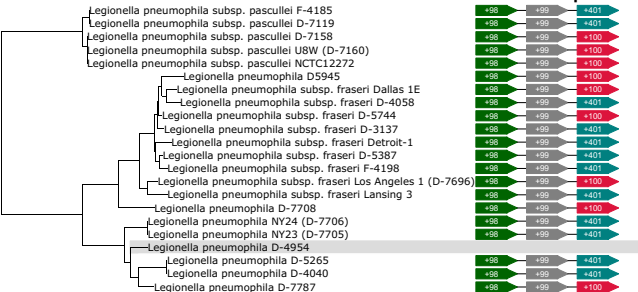 Legionella pneumophila subsp. pascullei F-4185 +98 +99 +401
Legionella pneumophila subsp. pascullei D-7119 +98 +99 +401
Legionella pneumophila subsp. pascullei D-7158 +98 +99 +100
Legionella pneumophila subsp. pascullei U8W (D-7160) +98 +99 +100
Legionella pneumophila subsp. pascullei NCTC12272 +98 +99 +100
Legionella pneumophila D5945 +98 +99 +100
Legionella pneumophila subsp. fraseri Dallas 1E +98 +99 +100
Legionella pneumophila subsp. fraseri D-4058 +98 +99 +401
Legionella pneumophila subsp. fraseri D-5744 +98 +99 +100
Legionella pneumophila subsp. fraseri D-3137 +98 +99 +401
Legionella pneumophila subsp. fraseri Detroit-1 +98 +99 +401
Legionella pneumophila subsp. fraseri D-5387 +98 +99 +401
Legionella pneumophila subsp. fraseri F-4198 +98 +99 +401
Legionella pneumophila subsp. fraseri Los Angeles 1 (D-7696) +98 +99 +100
Legionella pneumophila subsp. fraseri Lansing 3 +98 +99 +401
Legionella pneumophila D-7708 +98 +99 +100
Legionella pneumophila NY24 (D-7706) +98 +99 +401
Legionella pneumophila NY23 (D-7705) +98 +99 +401
Legionella pneumophila D-4954
Legionella pneumophila D-5265 +98 +99 +401
Legionella pneumophila D-4040 +98 +99 +401
Legionella pneumophila D-7787 +98 +99 +100